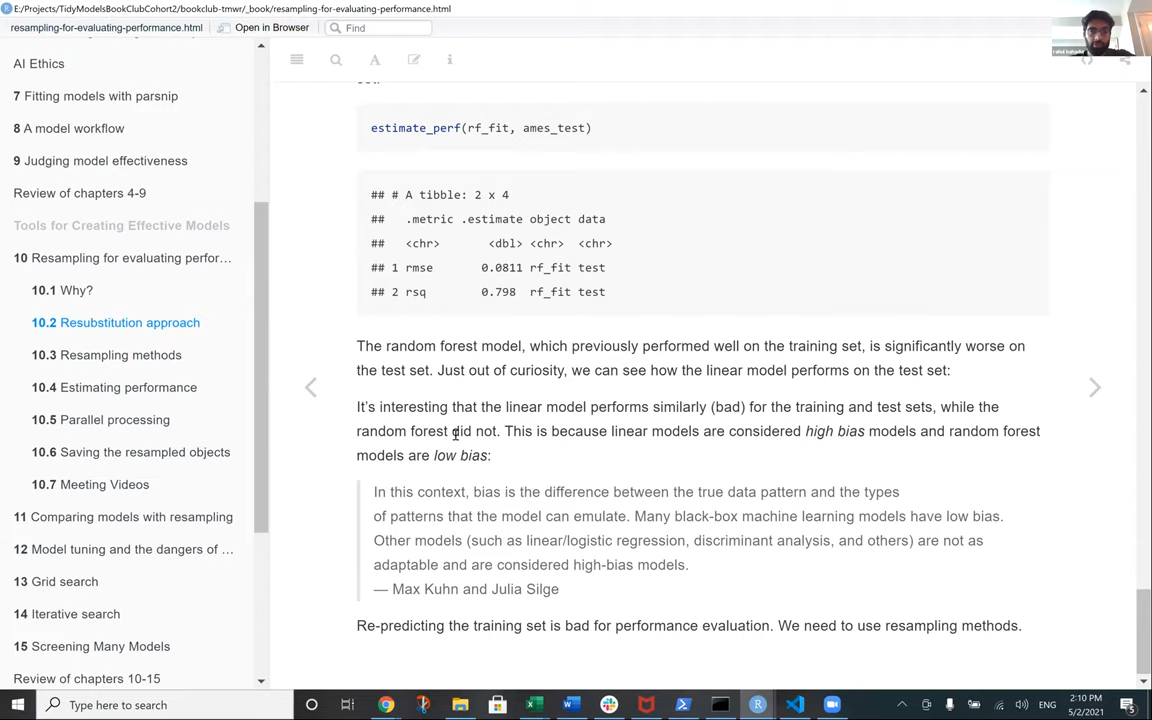 E:/Projects/TidyModelsBookClubCohort2/bookclub-tmwr/_book/resampling-for-evaluating-performance.html
resampling-for-evaluating-performance.html
Open in Browser
Find
AI Ethics
7 Fitting models with parsnip
8 A model workflow
9 Judging model effectiveness
Review of chapters 4-9
Tools for Creating Effective Models
10 Resampling for evaluating perfor...
10.1 Why?
10.2 Resubstitution approach
10.3 Resampling methods
10.4 Estimating performance
10.5 Parallel processing
10.6 Saving the resampled objects
10.7 Meeting Videos
11 Comparing models with resampling
12 Model tuning and the dangers of ...
13 Grid search
14 Iterative search
15 Screening Many Models
Review of chapters 10-15
estimate_perf(rf_fit, ames_test)
## # A tibble: 2 x 4
## .metric .estimate object data
## <chr> <dbl> <chr> <chr>
## 1 rmse 0.0811 rf_fit test
## 2 rsq 0.798 rf_fit test
The random forest model, which previously performed well on the training set, is significantly worse on
the test set. Just out of curiosity, we can see how the linear model performs on the test set:
It's interesting that the linear model performs similarly (bad) for the training and test sets, while the
random forest did not. This is because linear models are considered high bias models and random forest
models are low bias:
In this context, bias is the difference between the true data pattern and the types
of patterns that the model can emulate. Many black-box machine learning models have low bias.
Other models (such as linear/logistic regression, discriminant analysis, and others) are not as
adaptable and are considered high-bias models.
— Max Kuhn and Julia Silge
Re-predicting the training set is bad for performance evaluation. We need to use resampling methods.
Type here to search
ENG
2:10 PM
5/2/2021
5